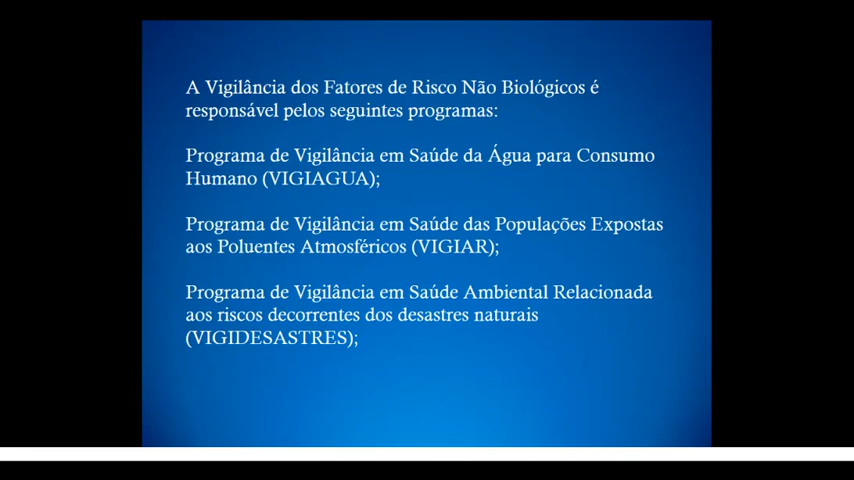 A Vigilância dos Fatores de Risco Não Biológicos é
responsável pelos seguintes programas:
Programa de Vigilância em Saúde da Água para Consumo
Humano (VIGIAGUA);
Programa de Vigilância em Saúde das Populações Expostas
aos Poluentes Atmosféricos (VIGIAR);
Programa de Vigilância em Saúde Ambiental Relacionada
aos riscos decorrentes dos desastres naturais
(VIGIDESASTRES);